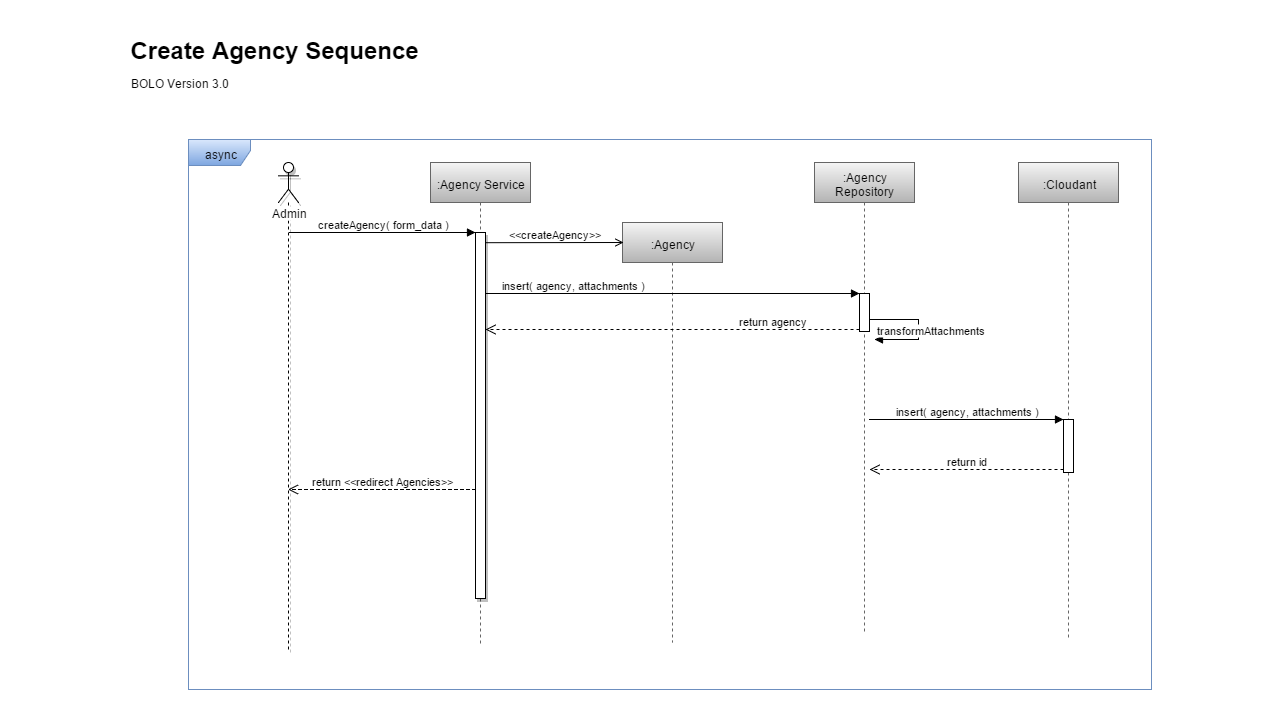 Create Agency Sequence
BOLO Version 3.0
async
Admin
:Agency Service
:Agency
Repository
:Cloudant
createAgency( form_data )
<<createAgency>>
:Agency
insert( agency, attachments )
return agency
transformAttachments
insert( agency, attachments )
return id
return <<redirect Agencies>>